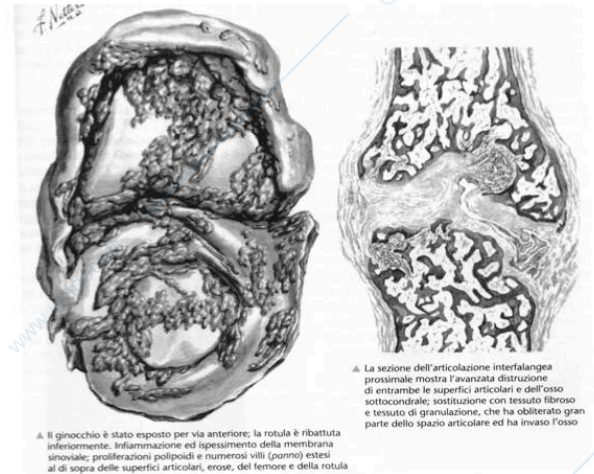 F. Netter
www.
▲ Il ginocchio è stato esposto per via anteriore; la rotula è ribattuta
inferiormente. Infiammazione ed ispessimento della membrana
sinoviale; proliferazioni polipoidi e numerosi villi (panno) estesi
al di sopra delle superfici articolari, erose, del femore e della rotula
▲ La sezione dell'articolazione interfalangea
prossimale mostra l'avanzata distruzione
di entrambe le superfici articolari e dell'osso
sottocondrale; sostituzione con tessuto fibroso
e tessuto di granulazione, che ha obliterato gran
parte dello spazio articolare ed ha invaso l'osso